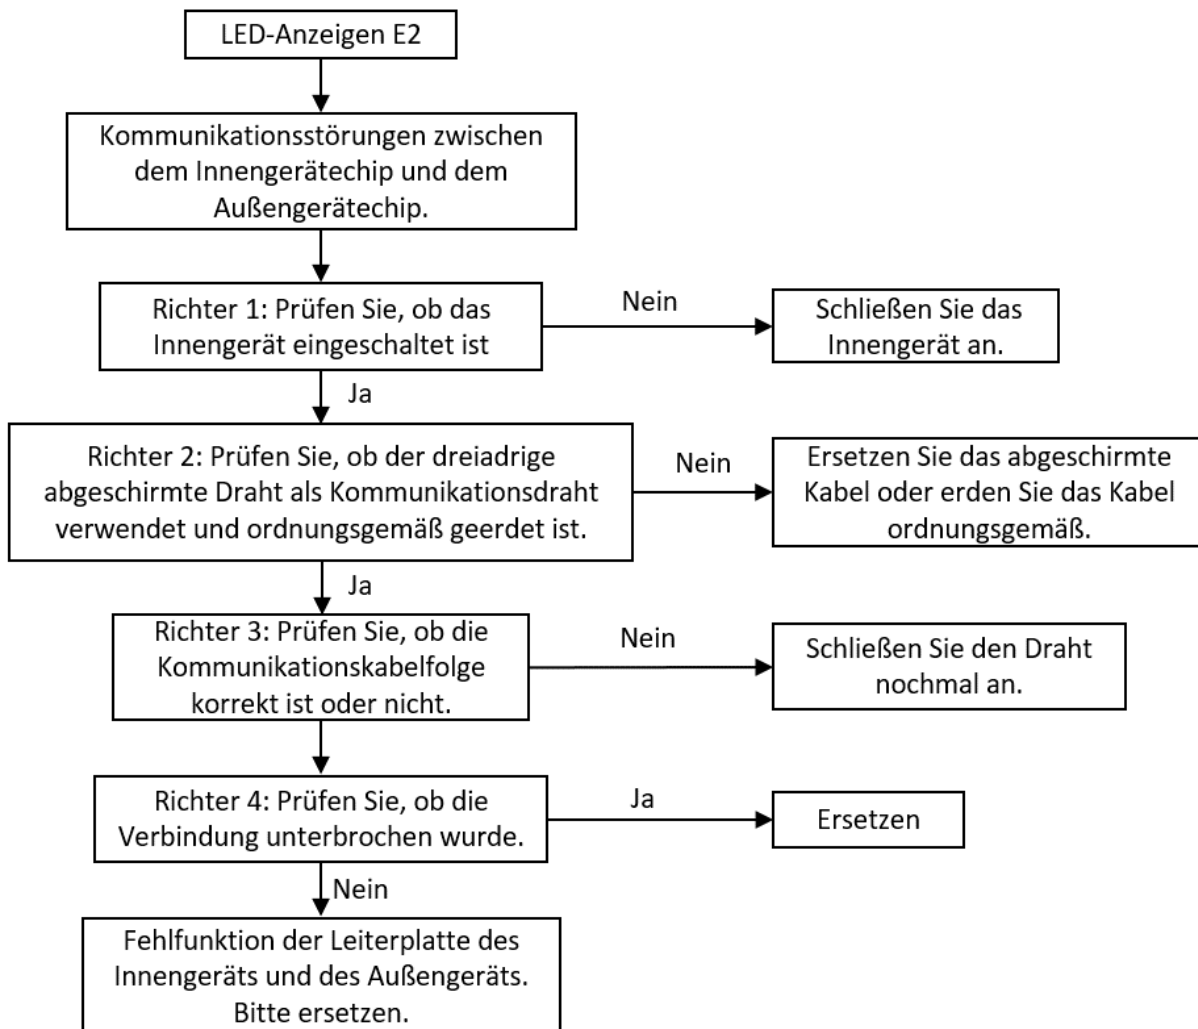 LED-Anzeigen E2
Kommunikationsstörungen zwischen
dem Innengerätechip und dem
Außengerätechip.
Richter 1: Prüfen Sie, ob das
Innengerät eingeschaltet ist
Nein
Schließen Sie das
Innengerät an.
Ja
Richter 2: Prüfen Sie, ob der dreiadrige
abgeschirmte Draht als Kommunikationsdraht
verwendet und ordnungsgemäß geerdet ist.
Nein
Ersetzen Sie das abgeschirmte
Kabel oder erden Sie das Kabel
ordnungsgemäß.
Ja
Richter 3: Prüfen Sie, ob die
Kommunikationskabelfolge
korrekt ist oder nicht.
Nein
Schließen Sie den Draht
nochmal an.
Richter 4: Prüfen Sie, ob die
Verbindung unterbrochen wurde.
Ja
Ersetzen
Nein
Fehlfunktion der Leiterplatte des
Innengeräts und des Außengeräts.
Bitte ersetzen.